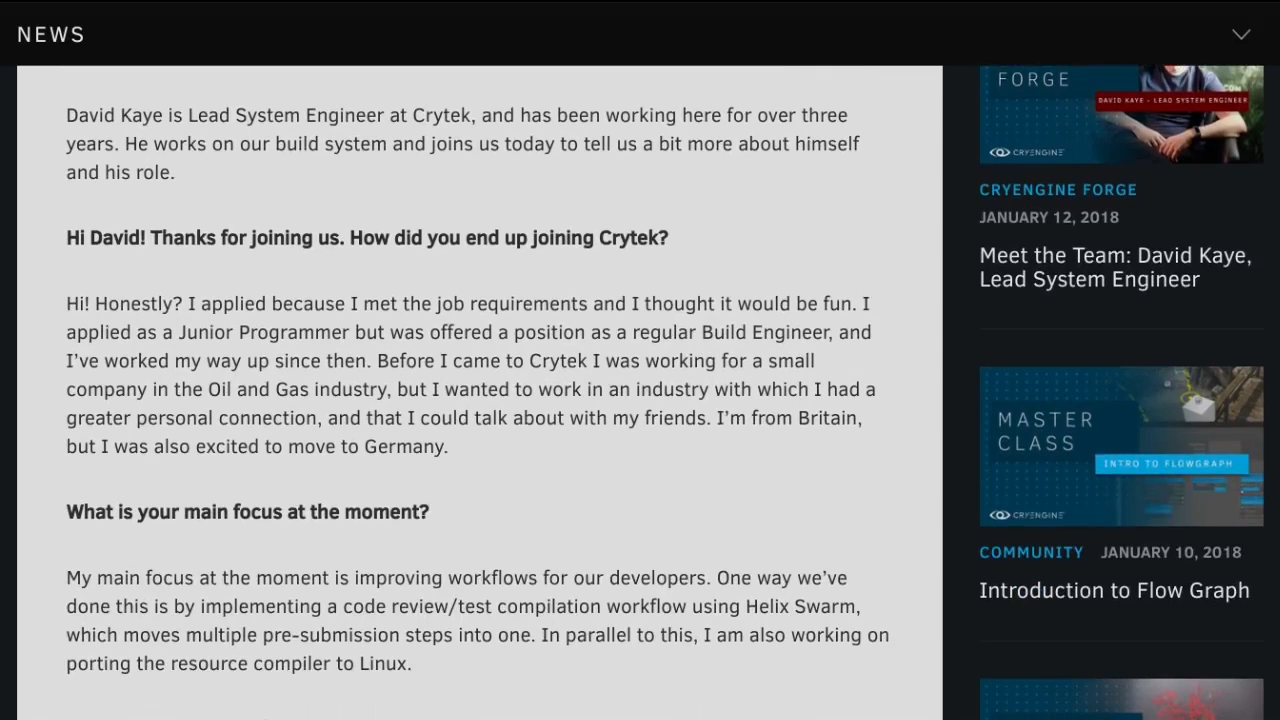 NEWS
David Kaye is Lead System Engineer at Crytek, and has been working here for over three
years. He works on our build system and joins us today to tell us a bit more about himself
and his role.
Hi David! Thanks for joining us. How did you end up joining Crytek?
Hi! Honestly? I applied because I met the job requirements and I thought it would be fun. I
applied as a Junior Programmer but was offered a position as a regular Build Engineer, and
I’ve worked my way up since then. Before I came to Crytek I was working for a small
company in the Oil and Gas industry, but I wanted to work in an industry with which I had a
greater personal connection, and that I could talk about with my friends. I’m from Britain,
but I was also excited to move to Germany.
What is your main focus at the moment?
My main focus at the moment is improving workflows for our developers. One way we’ve
done this is by implementing a code review/test compilation workflow using Helix Swarm,
which moves multiple pre-submission steps into one. In parallel to this, I am also working on
porting the resource compiler to Linux.
FORGE
DAVID KAYE - LEAD SYSTEM ENGINEER
CRYENGINE
CRYENGINE FORGE
JANUARY 12, 2018
Meet the Team: David Kaye,
Lead System Engineer
MASTER
CLASS
INTRO TO FLOWGRAPH
CRYENGINE
COMMUNITY JANUARY 10, 2018
Introduction to Flow Graph